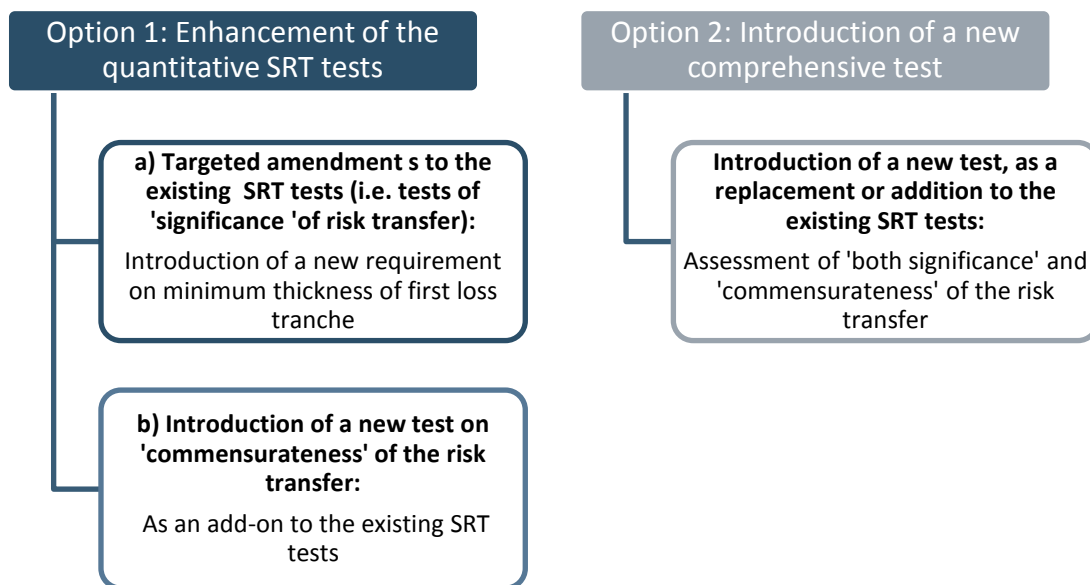 Option 1: Enhancement of the
quantitative SRT tests
a) Targeted amendment s to the
existing SRT tests (i.e. tests of
'significance 'of risk transfer):
Introduction of a new requirement
on minimum thickness of first loss
tranche
b) Introduction of a new test on
'commensurateness' of the risk
transfer:
As an add-on to the existing SRT
tests
Option 2: Introduction of a new
comprehensive test
Introduction of a new test, as a
replacement or addition to the
existing SRT tests:
Assessment of 'both significance' and
'commensurateness' of the risk
transfer